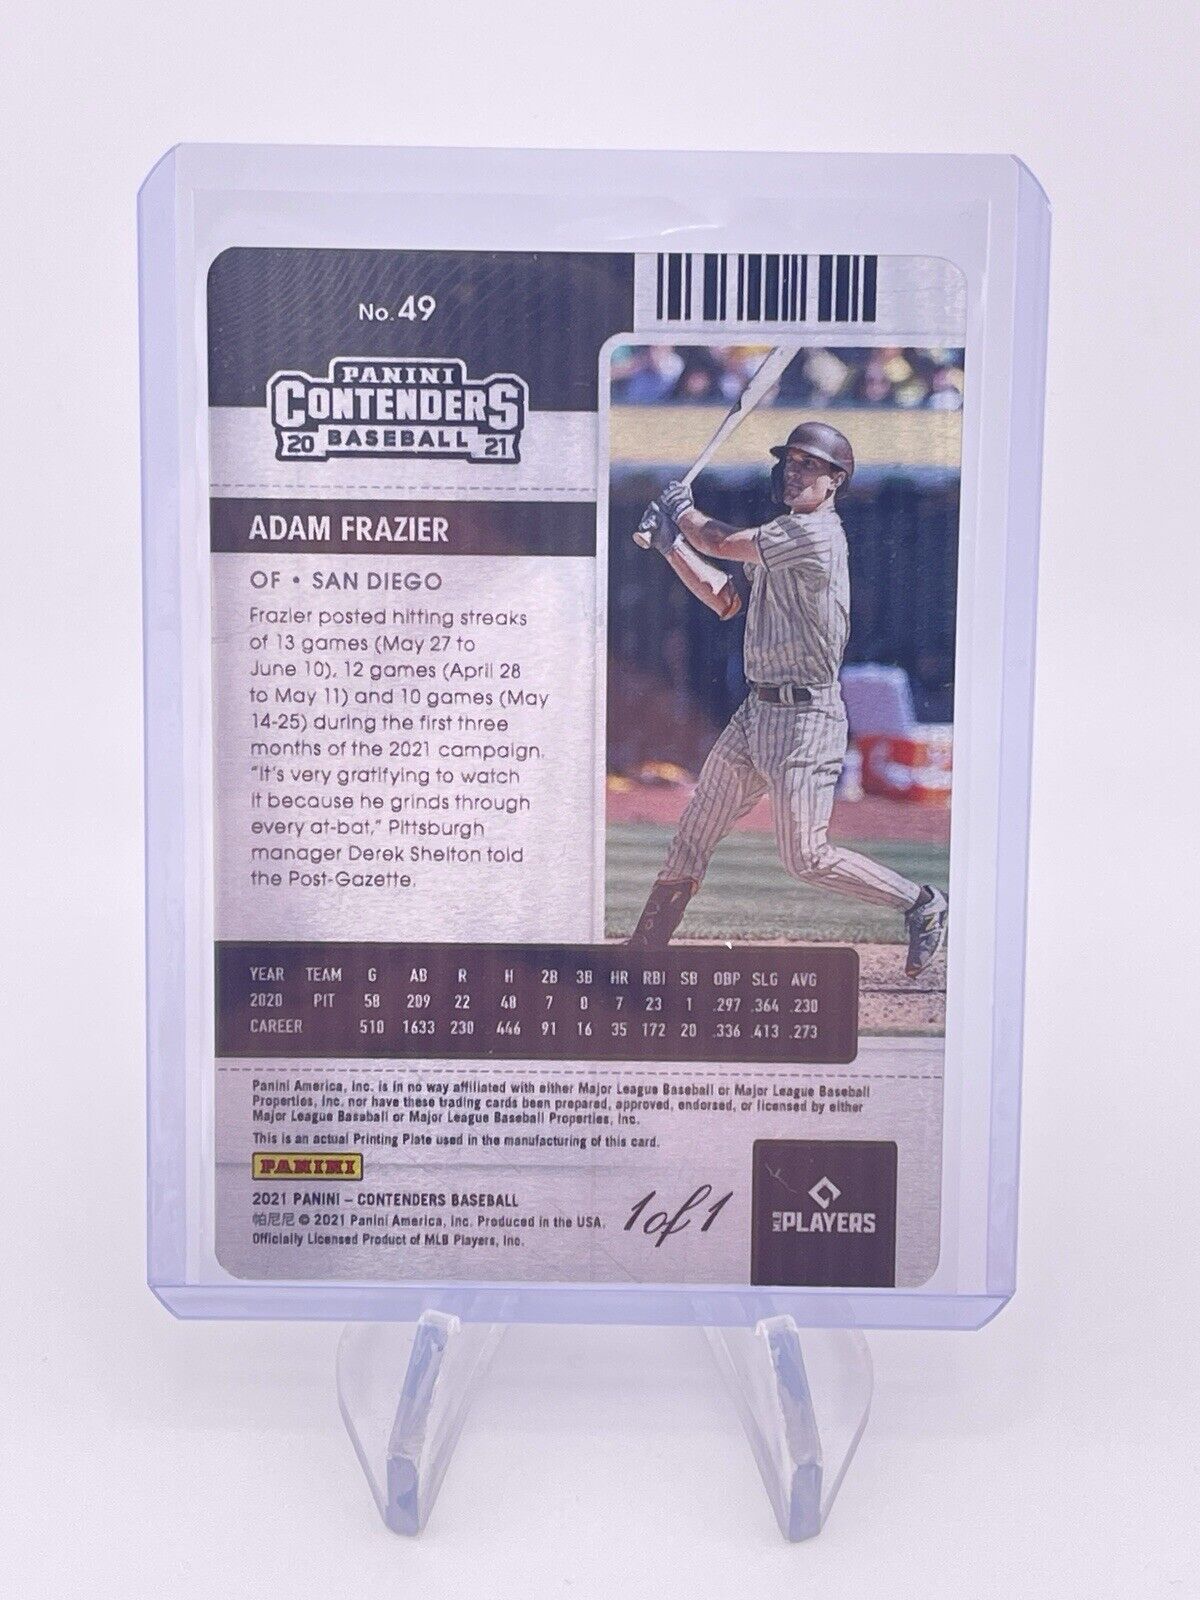 No. 49
PANINI
CONTENDERS
20 BASEBALL 21
ADAM FRAZIER
OF • SAN DIEGO
Frazier posted hitting streaks
of 13 games (May 27 to
June 10), 12 games (April 28
to May 11) and 10 games (May
14-25) during the first three
months of the 2021 campaign.
"It's very gratifying to watch
it because he grinds through
every at-bat," Pittsburgh
manager Derek Shelton told
the Post-Gazette.
YEAR TEAM G AB R H 2B 3B HR RBI SB OBP SLG AVG
2020 PIT 58 209 22 48 7 0 7 23 1 .297 .364 .230
CAREER 510 1633 230 446 91 16 35 172 20 .336 .413 .273
Panini America, Inc. is in no way affiliated with either Major League Baseball or Major League Baseball
Properties, Inc. nor have these trading cards been prepared, approved, endorsed, or licensed by either
Major League Baseball or Major League Baseball Properties, Inc.
This is an actual Printing Plate used in the manufacturing of this card.
PANINI
2021 PANINI – CONTENDERS BASEBALL
帕尼尼 © 2021 Panini America, Inc. Produced in the USA.
Officially Licensed Product of MLB Players, Inc.
1 of 1
MLB PLAYERS